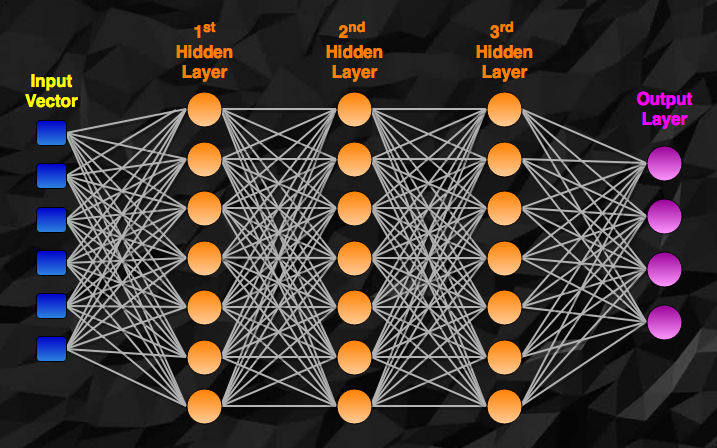 1st
Hidden
Layer
2nd
Hidden
Layer
3rd
Hidden
Layer
Input
Vector
Output
Layer